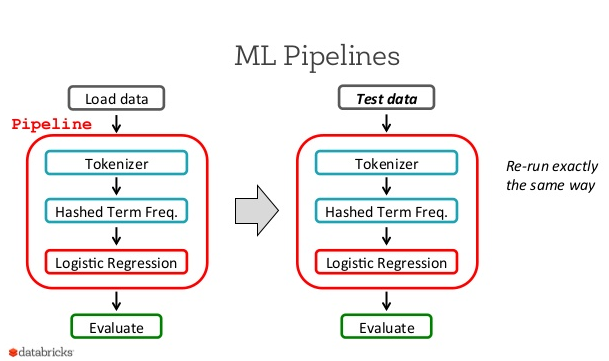 ML Pipelines
Load data
Pipeline
Tokenizer
Hashed Term Freq.
Logistic Regression
Evaluate
Test data
Tokenizer
Hashed Term Freq.
Logistic Regression
Evaluate
Re-run exactly
the same way
databricks